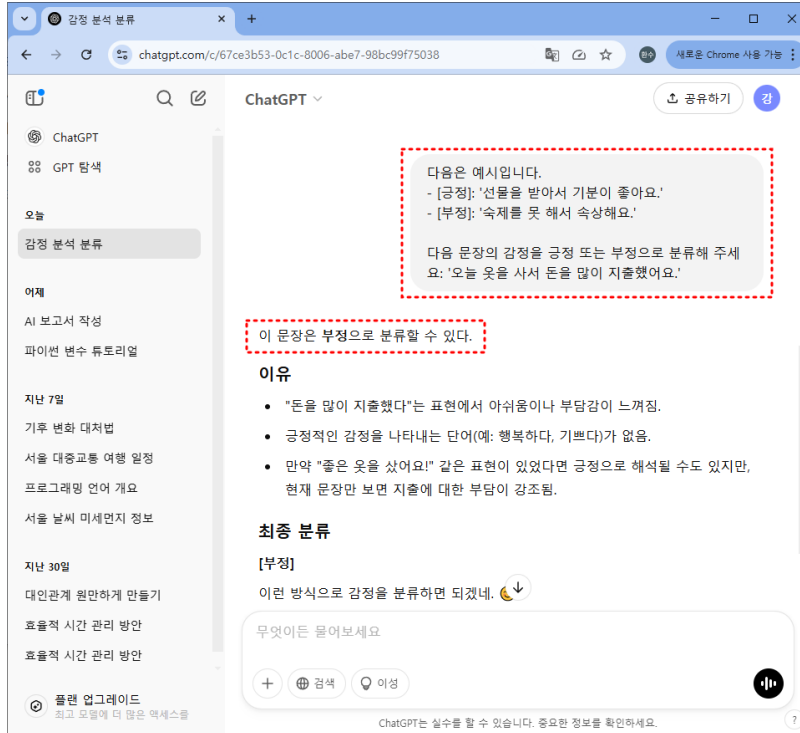 감정 분석 분류
chatgpt.com/c/67ce3b53-0c1c-8006-abe7-98bc99f75038
환수
새로운 Chrome 사용 가능
ChatGPT
공유하기
강
ChatGPT
GPT 탐색
오늘
감정 분석 분류
어제
AI 보고서 작성
파이썬 변수 튜토리얼
지난 7일
기후 변화 대처법
서울 대중교통 여행 일정
프로그래밍 언어 개요
서울 날씨 미세먼지 정보
지난 30일
대인관계 원만하게 만들기
효율적 시간 관리 방안
효율적 시간 관리 방안
플랜 업그레이드
최고 모델에 더 많은 액세스를
다음은 예시입니다.
- [긍정]: '선물을 받아서 기분이 좋아요.'
- [부정]: '숙제를 못 해서 속상해요.'
다음 문장의 감정을 긍정 또는 부정으로 분류해 주세
요: '오늘 옷을 사서 돈을 많이 지출했어요.'
이 문장은 부정으로 분류할 수 있다.
이유
• "돈을 많이 지출했다"는 표현에서 아쉬움이나 부담감이 느껴짐.
• 긍정적인 감정을 나타내는 단어(예: 행복하다, 기쁘다)가 없음.
• 만약 "좋은 옷을 샀어요!" 같은 표현이 있었다면 긍정으로 해석될 수도 있지만,
현재 문장만 보면 지출에 대한 부담이 강조됨.
최종 분류
[부정]
이런 방식으로 감정을 분류하면 되겠네.
무엇이든 물어보세요
검색
이성
ChatGPT는 실수를 할 수 있습니다. 중요한 정보를 확인하세요.
?